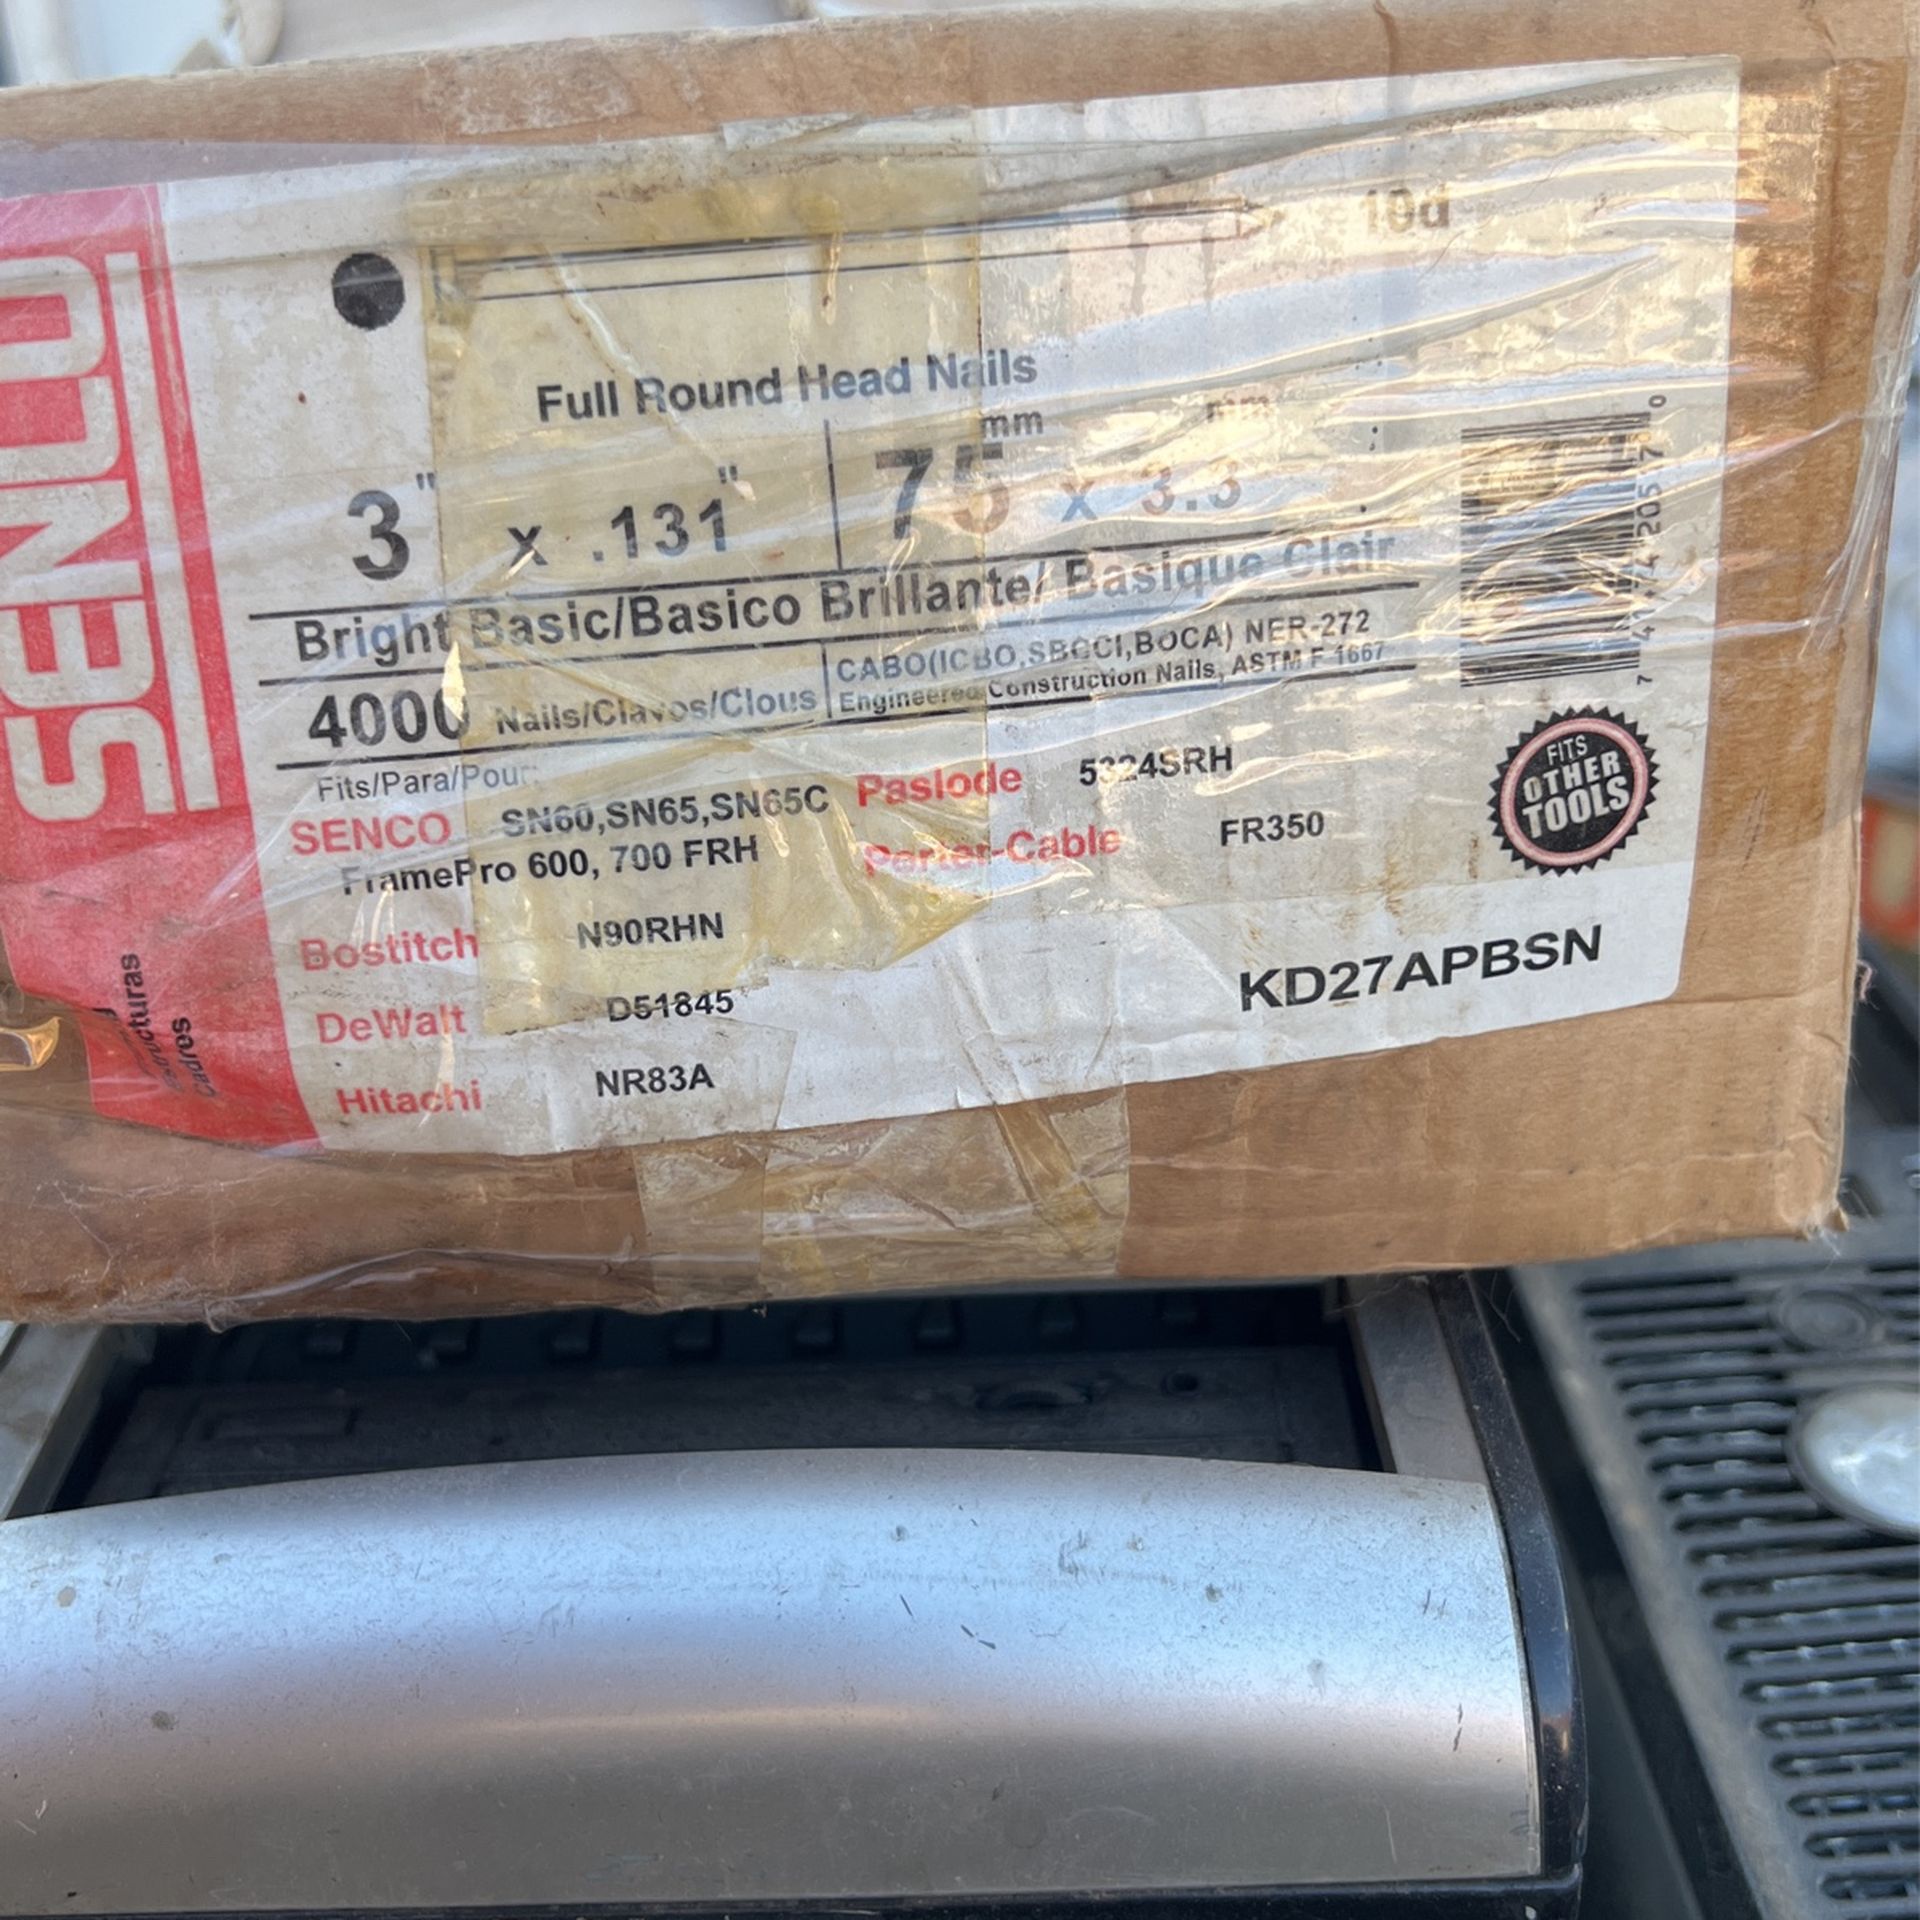 SENCO
10d
Full Round Head Nails
3" x .131" 75 mm x 3.3 mm
Bright Basic/Basico Brillante/ Basique Clair
4000 Nails/Clavos/Clous
CABO(ICBO,SBCCI,BOCA) NER-272
Engineered Construction Nails, ASTM F 1667
Fits/Para/Pour:
SENCO SN60,SN65,SN65C
FramePro 600, 700 FRH
Bostitch N90RHN
DeWalt D51845
Hitachi NR83A
Paslode 5324SRH
Porter-Cable FR350
FITS
OTHER
TOOLS
KD27APBSN
Cadres